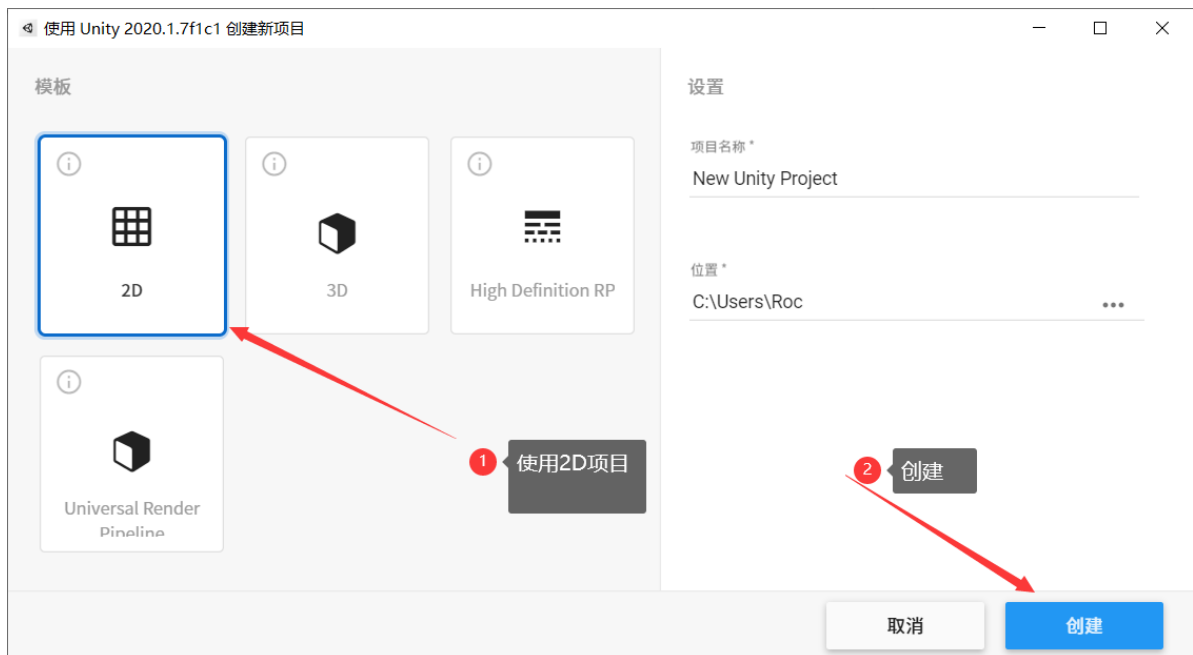 使用 Unity 2020.1.7f1c1 创建新项目
模板
2D
3D
High Definition RP
Universal Render
Pipeline
1
使用2D项目
设置
项目名称 *
New Unity Project
位置 *
C:\Users\Roc
2
创建
取消
创建